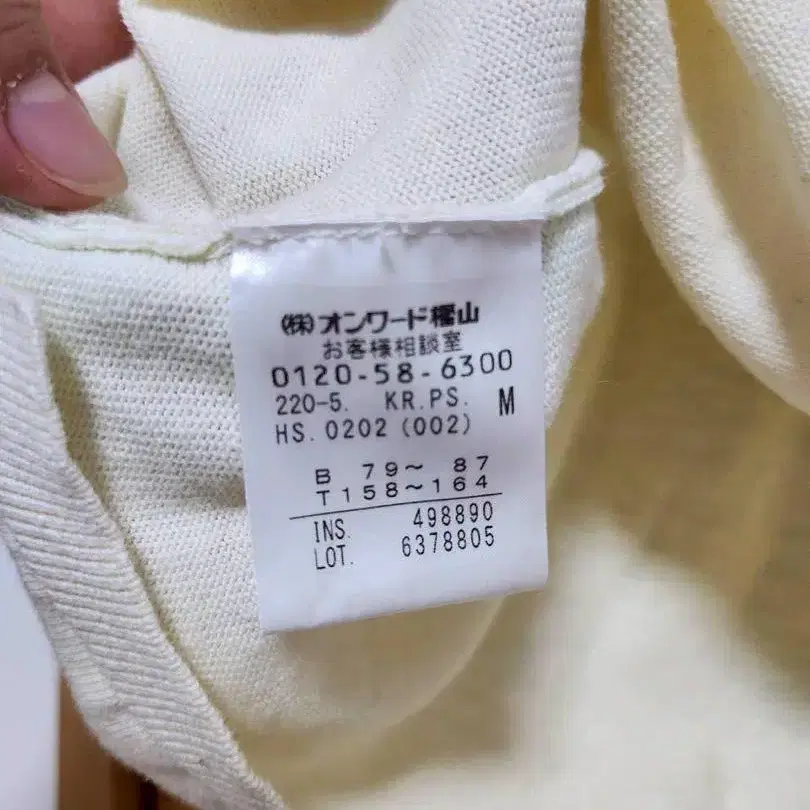 ㈱オンワード樫山
お客様相談室
0120-58-6300
220-5. KR.PS. M
HS.0202(002)
B 79～ 87
T158～164
INS. 498890
LOT. 6378805